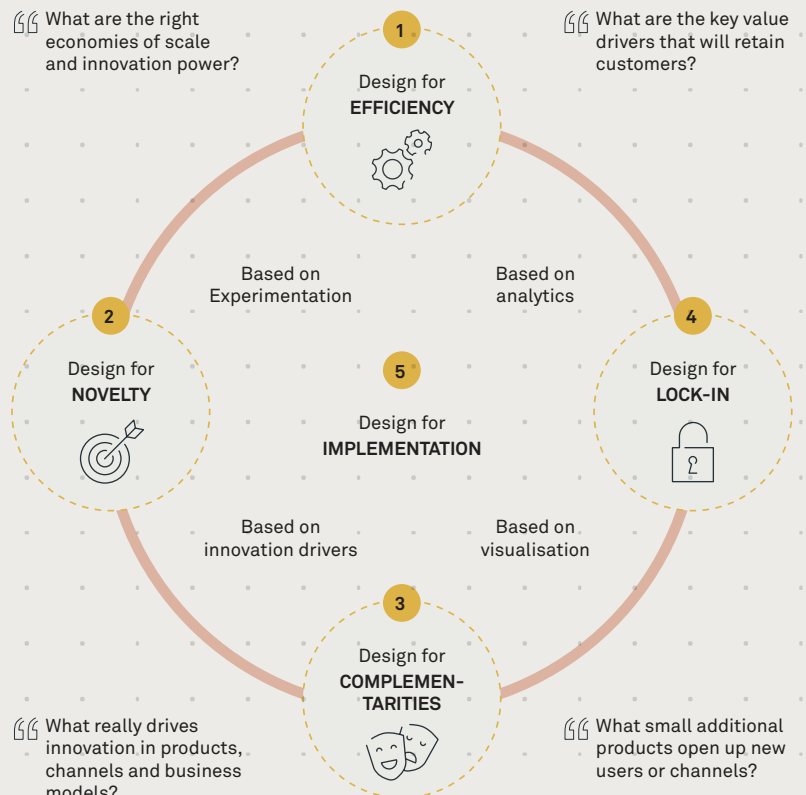 What are the right
economies of scale
and innovation power?
What are the key value
drivers that will retain
customers?
1
Design for
EFFICIENCY
Based on
Experimentation
Based on
analytics
2
Design for
NOVELTY
5
Design for
IMPLEMENTATION
4
Design for
LOCK-IN
Based on
innovation drivers
Based on
visualisation
3
Design for
COMPLEMEN-
TARITIES
What really drives
innovation in products,
channels and business
models?
What small additional
products open up new
users or channels?